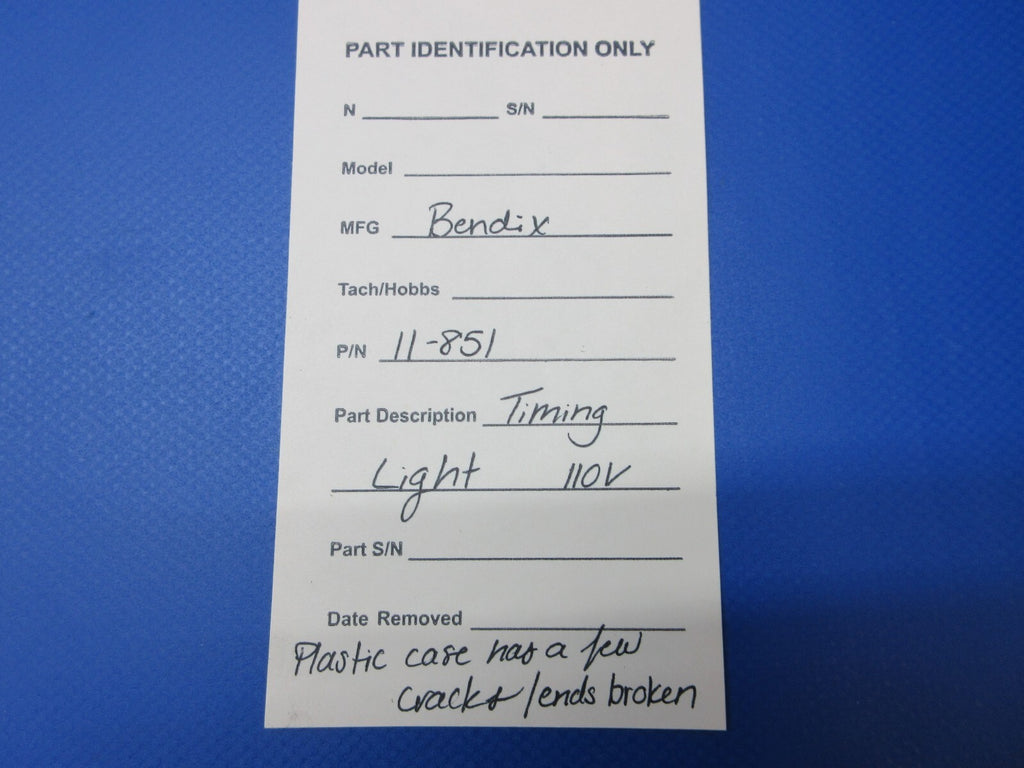 PART IDENTIFICATION ONLY
N S/N
Model
MFG Bendix
Tach/Hobbs
P/N 11-851
Part Description Timing
Light 110V
Part S/N
Date Removed
Plastic case has a few
cracks/ends broken